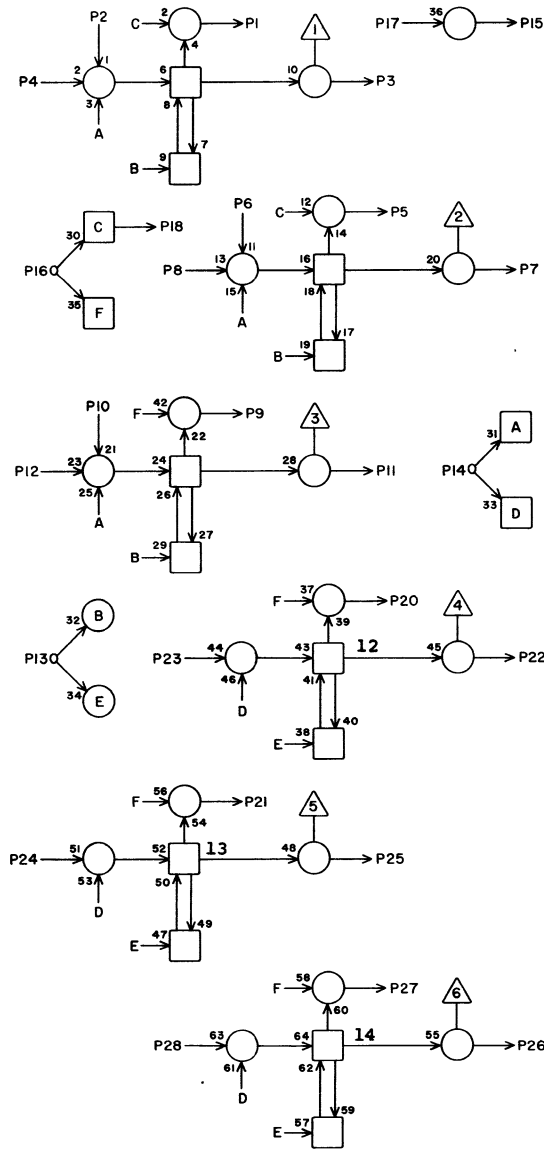 P2 C 2 P1 1 P17 36 P15
4
P4 2 1 6 10 P3
3 8 7
A
B 9
P6 C 12 P5 2
30 C P18 14
P16 P8 13 11 16 20 P7
35 F 15 18 17
A
B 19
P10 F 42 P9 3
22 31 A
P12 23 21 24 28 P11 P14
25 26 27 33 D
A
B 29
32 B F 37 P20 4
39
P13 P23 44 43 12 45 P22
34 E 46 41 40
D
E 38
F 56 P21 5
54
P24 51 52 13 48 P25
53 50 49
D
E 47
F 58 P27 6
60
P28 63 64 14 55 P26
61 62 59
D
E 57